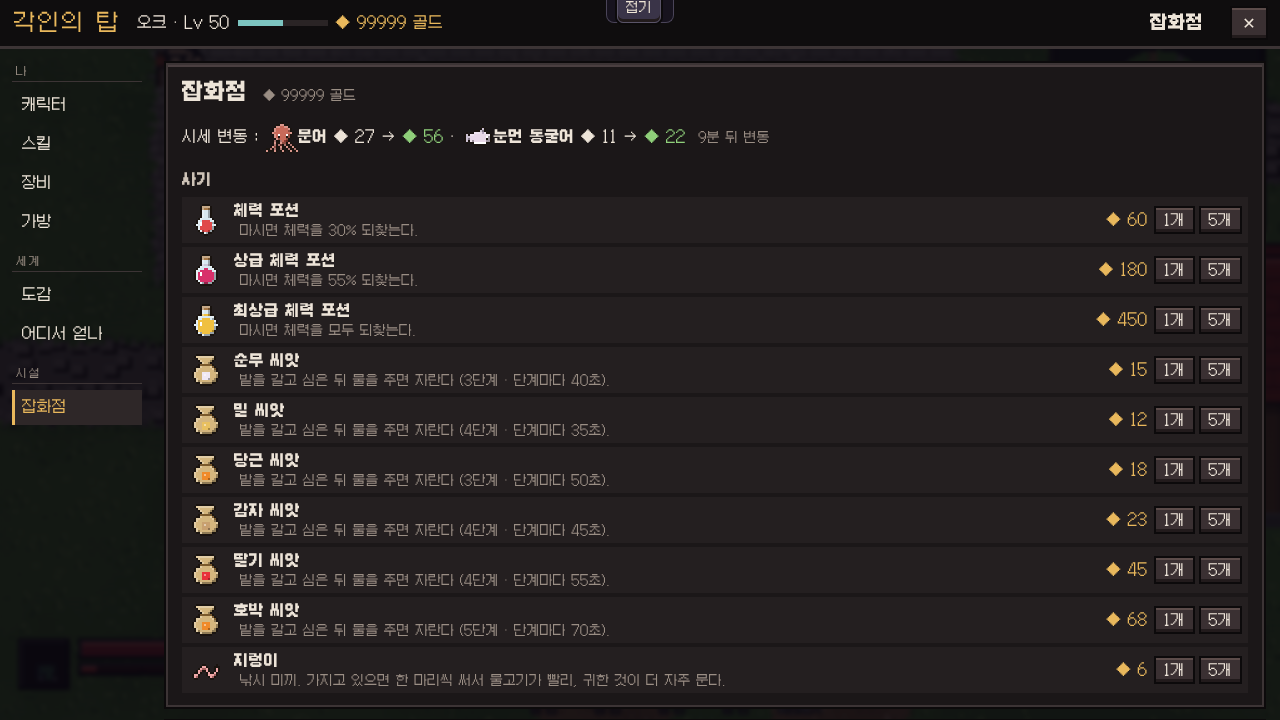 각인의 탑 오크 · Lv 50 ◆ 99999 골드 접기 잡화점 ×
나
캐릭터
스킬
장비
가방
세계
도감
어디서 얻나
시설
잡화점
잡화점 ◆ 99999 골드
시세 변동 : 문어 ◆ 27 → ◆ 56 · 눈먼 동굴어 ◆ 11 → ◆ 22 9분 뒤 변동
사기
체력 포션
마시면 체력을 30% 되찾는다.
◆ 60 1개 5개
상급 체력 포션
마시면 체력을 55% 되찾는다.
◆ 180 1개 5개
최상급 체력 포션
마시면 체력을 모두 되찾는다.
◆ 450 1개 5개
순무 씨앗
밭을 갈고 심은 뒤 물을 주면 자란다 (3단계 · 단계마다 40초).
◆ 15 1개 5개
밀 씨앗
밭을 갈고 심은 뒤 물을 주면 자란다 (4단계 · 단계마다 35초).
◆ 12 1개 5개
당근 씨앗
밭을 갈고 심은 뒤 물을 주면 자란다 (3단계 · 단계마다 50초).
◆ 18 1개 5개
감자 씨앗
밭을 갈고 심은 뒤 물을 주면 자란다 (4단계 · 단계마다 45초).
◆ 23 1개 5개
딸기 씨앗
밭을 갈고 심은 뒤 물을 주면 자란다 (4단계 · 단계마다 55초).
◆ 45 1개 5개
호박 씨앗
밭을 갈고 심은 뒤 물을 주면 자란다 (5단계 · 단계마다 70초).
◆ 68 1개 5개
지렁이
낚시 미끼. 가지고 있으면 한 마리씩 써서 물고기가 빨리, 귀한 것이 더 자주 문다.
◆ 6 1개 5개